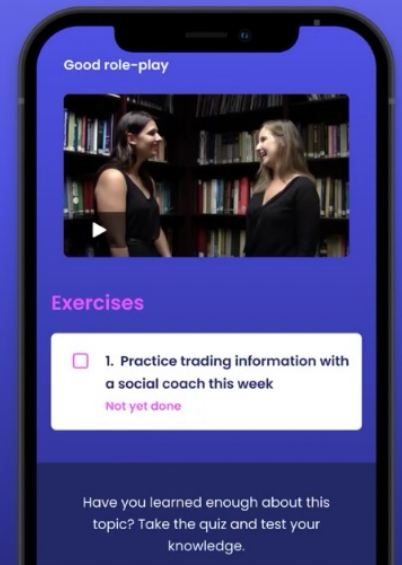 Good role-play
Exercises
1. Practice trading information with
a social coach this week
Not yet done
Have you learned enough about this
topic? Take the quiz and test your
knowledge.